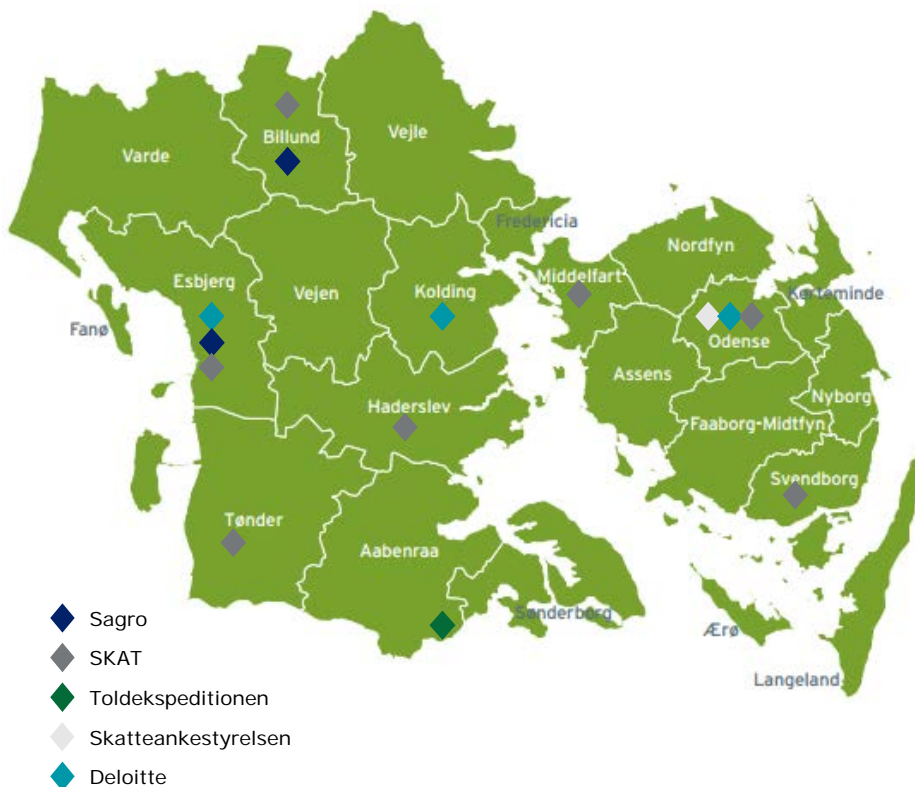 Billund
Vejle
Varde
Fredericia
Nordfyn
Middelfart
Esbjerg
Vejen
Kolding
Kerteminde
Fanø
Odense
Assens
Nyborg
Haderslev
Faaborg-Midtfyn
Svendborg
Tønder
Aabenraa
Sønderborg
Ærø
Langeland
Sagro
SKAT
Toldekspeditionen
Skatteankestyrelsen
Deloitte